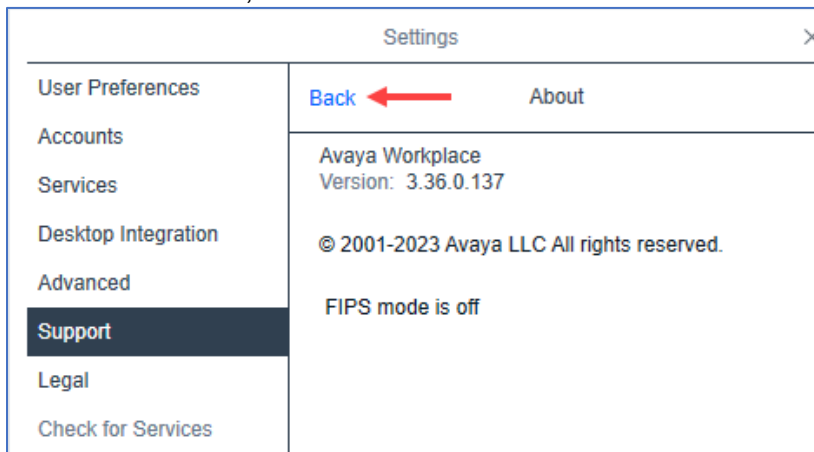 Settings
User Preferences
Accounts
Services
Desktop Integration
Advanced
Support
Legal
Check for Services
Back
About
Avaya Workplace
Version: 3.36.0.137
© 2001-2023 Avaya LLC All rights reserved.
FIPS mode is off